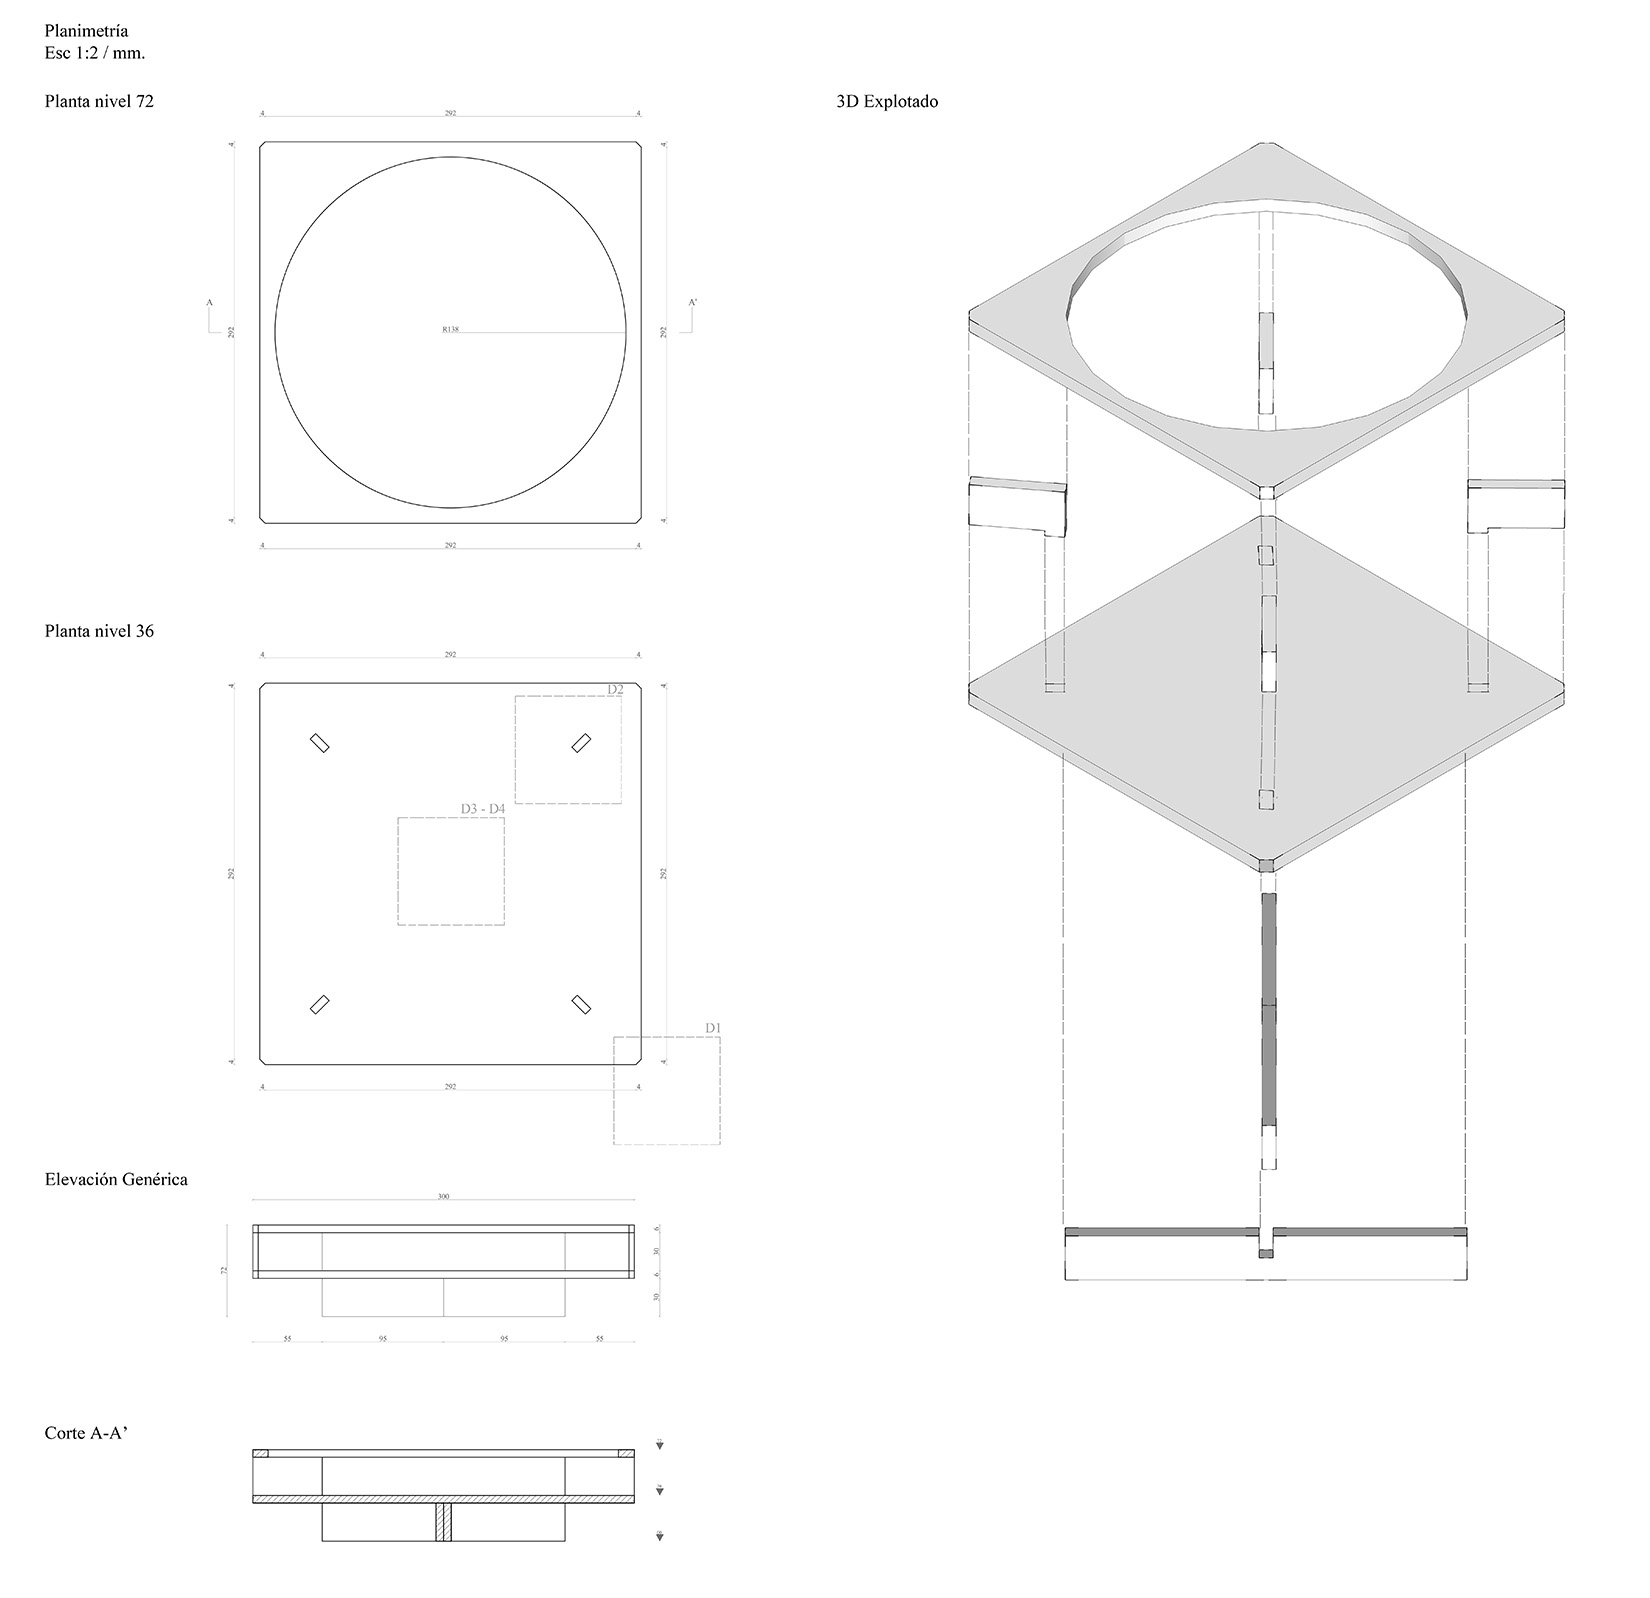 Planimetría
Esc 1:2 / mm.
Planta nivel 72
3D Explotado
4 292 4
4 4
A A'
292 R138 292
4 4
4 292 4
Planta nivel 36
4 292 4
4 D2 4
D3 - D4
292 292
D1
4 4
4 292 4
Elevación Genérica
300
6
30
72
6
30
55 95 95 55
Corte A-A’